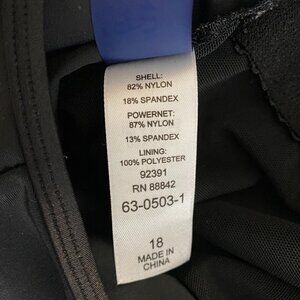 SHELL:
82% NYLON
18% SPANDEX
POWERNET:
87% NYLON
13% SPANDEX
LINING:
100% POLYESTER
92391
RN 88842
63-0503-1
18
MADE IN
CHINA